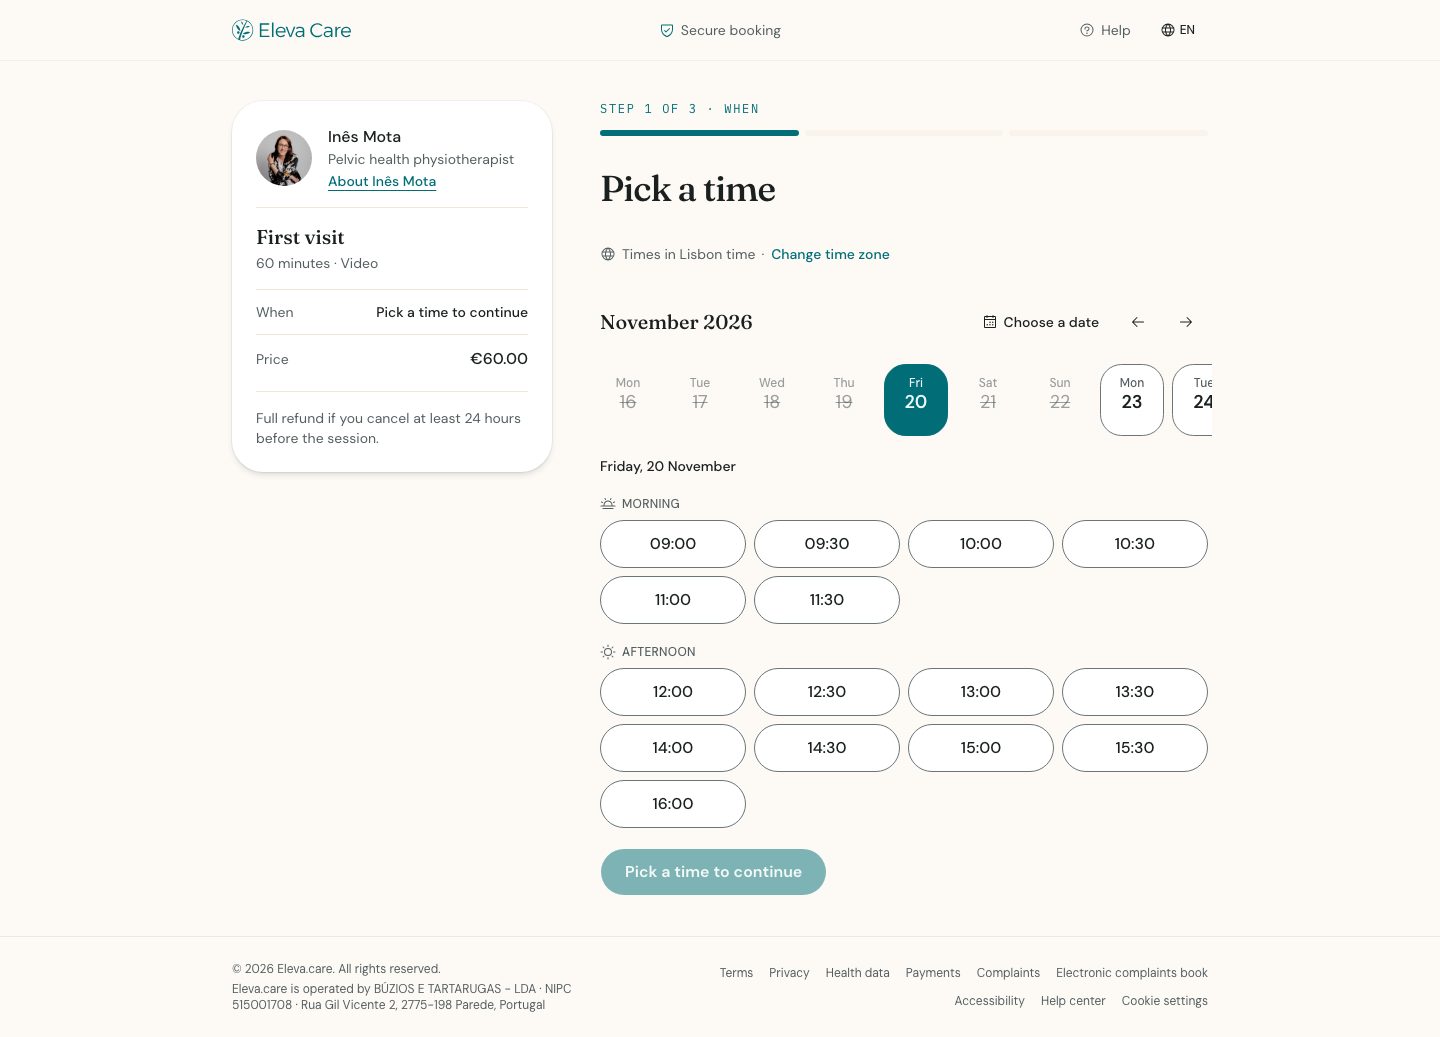 Eleva Care
Secure booking
Help
EN
Inês Mota
Pelvic health physiotherapist
About Inês Mota
First visit
60 minutes · Video
When
Pick a time to continue
Price
€60.00
Full refund if you cancel at least 24 hours
before the session.
STEP 1 OF 3 · WHEN
Pick a time
Times in Lisbon time · Change time zone
November 2026
Choose a date
Mon
16
Tue
17
Wed
18
Thu
19
Fri
20
Sat
21
Sun
22
Mon
23
Tue
24
Friday, 20 November
MORNING
09:00
09:30
10:00
10:30
11:00
11:30
AFTERNOON
12:00
12:30
13:00
13:30
14:00
14:30
15:00
15:30
16:00
Pick a time to continue
© 2026 Eleva.care. All rights reserved.
Eleva.care is operated by BÚZIOS E TARTARUGAS - LDA · NIPC
515001708 · Rua Gil Vicente 2, 2775-198 Parede, Portugal
Terms
Privacy
Health data
Payments
Complaints
Electronic complaints book
Accessibility
Help center
Cookie settings